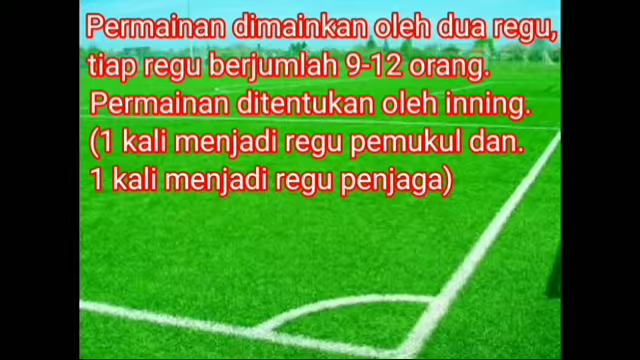 Permainan dimainkan oleh dua regu,
tiap regu berjumlah 9-12 orang.
Permainan ditentukan oleh inning.
(1 kali menjadi regu pemukul dan.
1 kali menjadi regu penjaga)